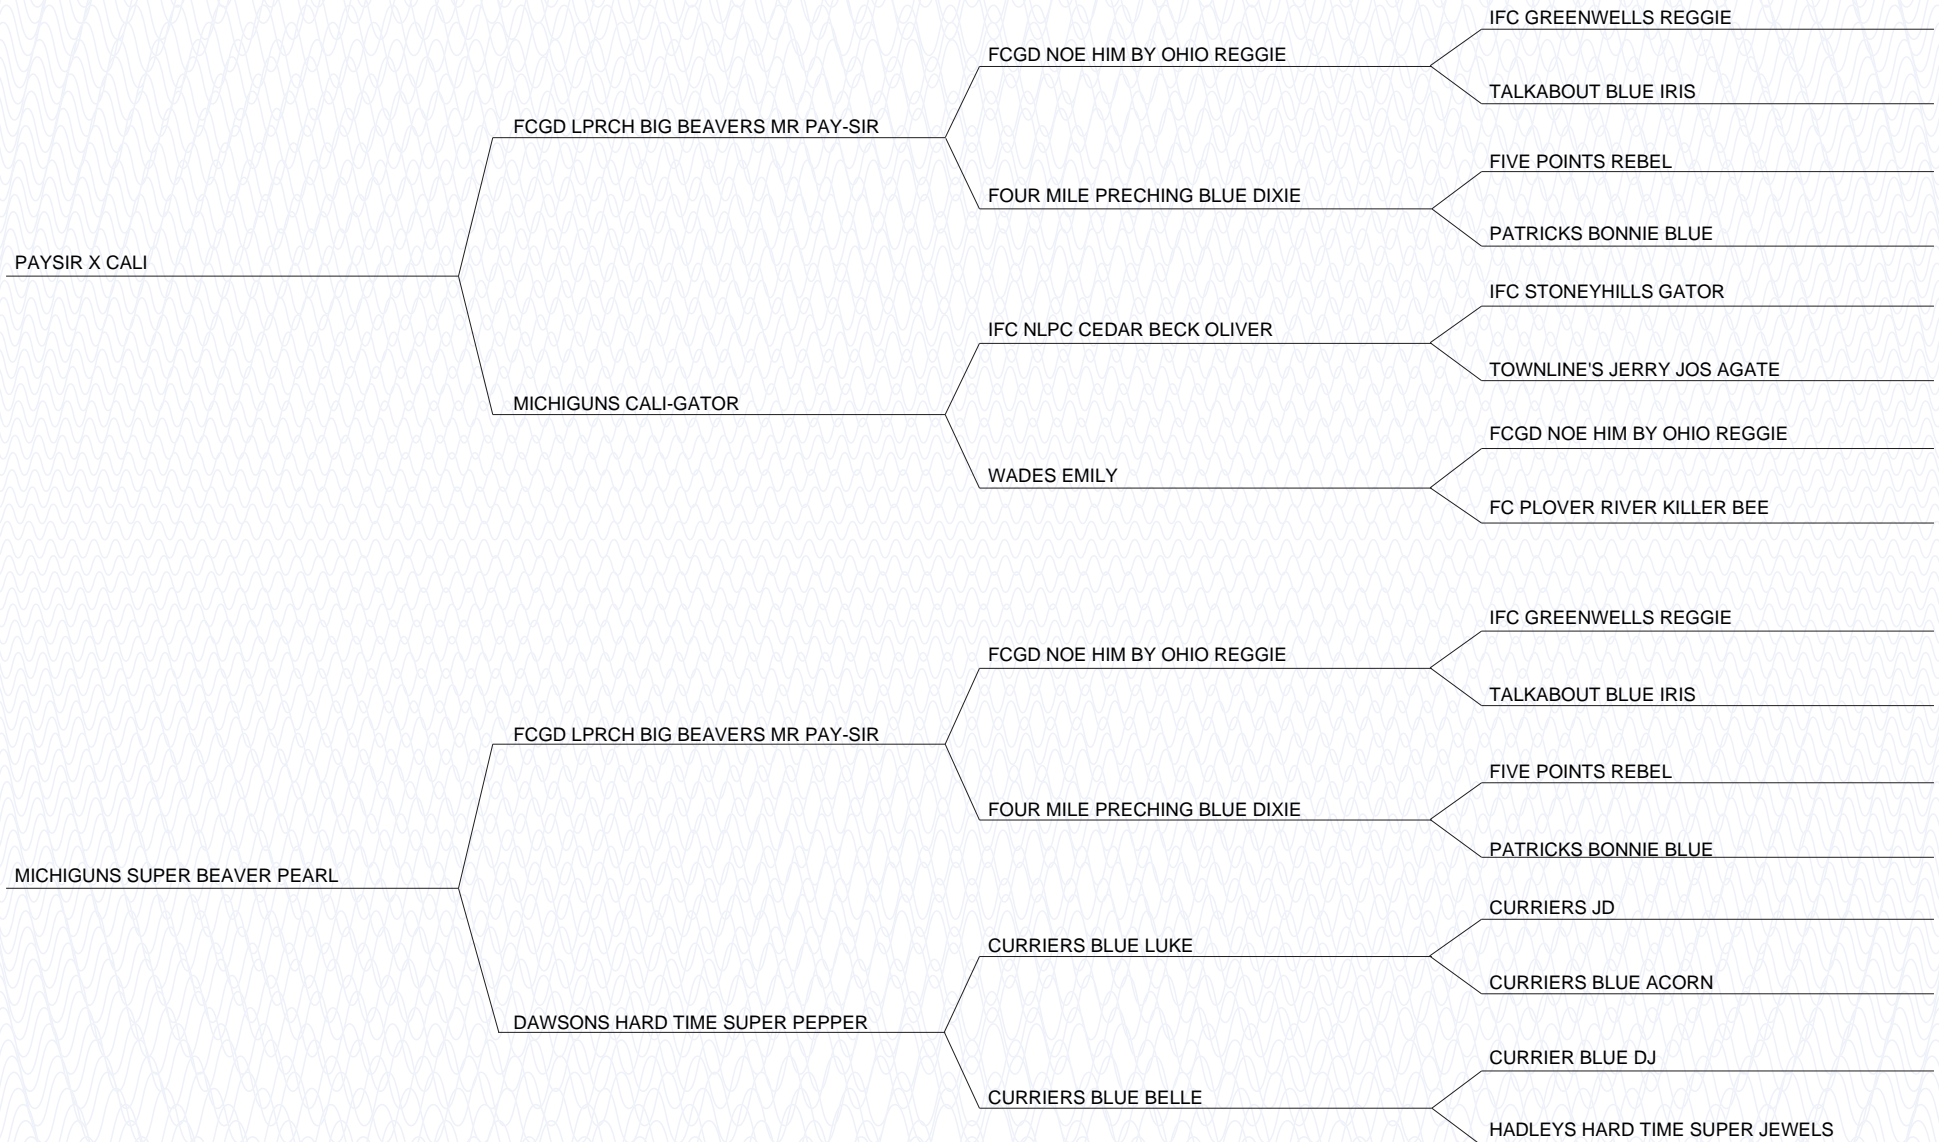 IFC GREENWELLS REGGIE
FCGD NOE HIM BY OHIO REGGIE
TALKABOUT BLUE IRIS
FCGD LPRCH BIG BEAVERS MR PAY-SIR
FIVE POINTS REBEL
FOUR MILE PRECHING BLUE DIXIE
PATRICKS BONNIE BLUE
PAYSIR X CALI
IFC STONEYHILLS GATOR
IFC NLPC CEDAR BECK OLIVER
TOWNLINE'S JERRY JOS AGATE
MICHIGUNS CALI-GATOR
FCGD NOE HIM BY OHIO REGGIE
WADES EMILY
FC PLOVER RIVER KILLER BEE
IFC GREENWELLS REGGIE
FCGD NOE HIM BY OHIO REGGIE
TALKABOUT BLUE IRIS
FCGD LPRCH BIG BEAVERS MR PAY-SIR
FIVE POINTS REBEL
FOUR MILE PRECHING BLUE DIXIE
PATRICKS BONNIE BLUE
MICHIGUNS SUPER BEAVER PEARL
CURRIERS JD
CURRIERS BLUE LUKE
CURRIERS BLUE ACORN
DAWSONS HARD TIME SUPER PEPPER
CURRIER BLUE DJ
CURRIERS BLUE BELLE
HADLEYS HARD TIME SUPER JEWELS